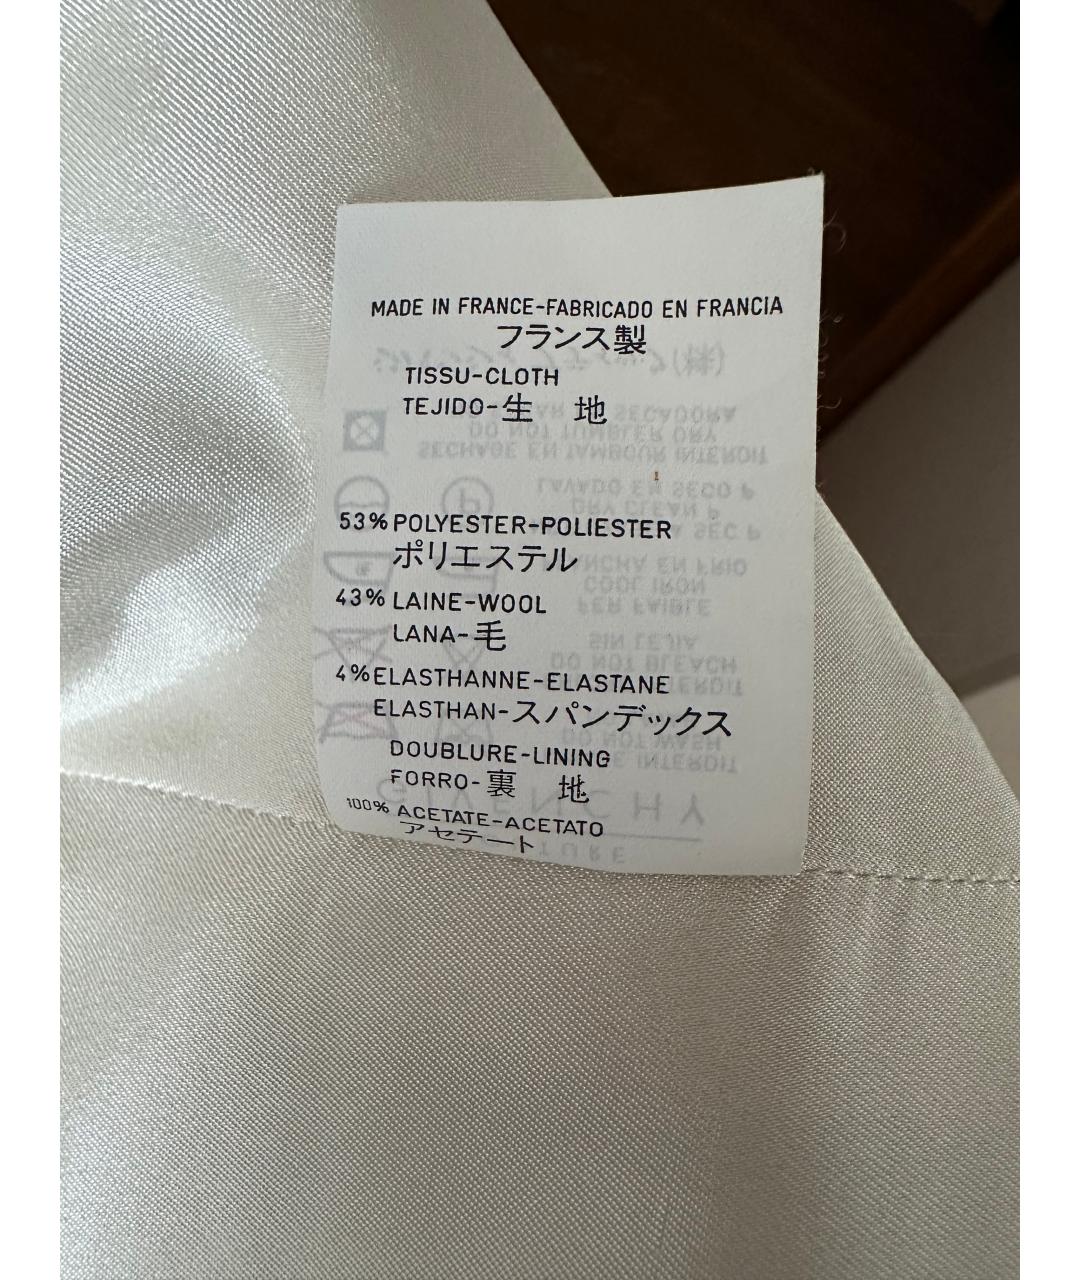 MADE IN FRANCE-FABRICADO EN FRANCIA
フランス製
TISSU-CLOTH
TEJIDO-生 地
53% POLYESTER-POLIESTER
ポリエステル
43% LAINE-WOOL
LANA-毛
4% ELASTHANNE-ELASTANE
ELASTHAN-スパンデックス
DOUBLURE-LINING
FORRO-裏 地
100% ACETATE-ACETATO
アセテート